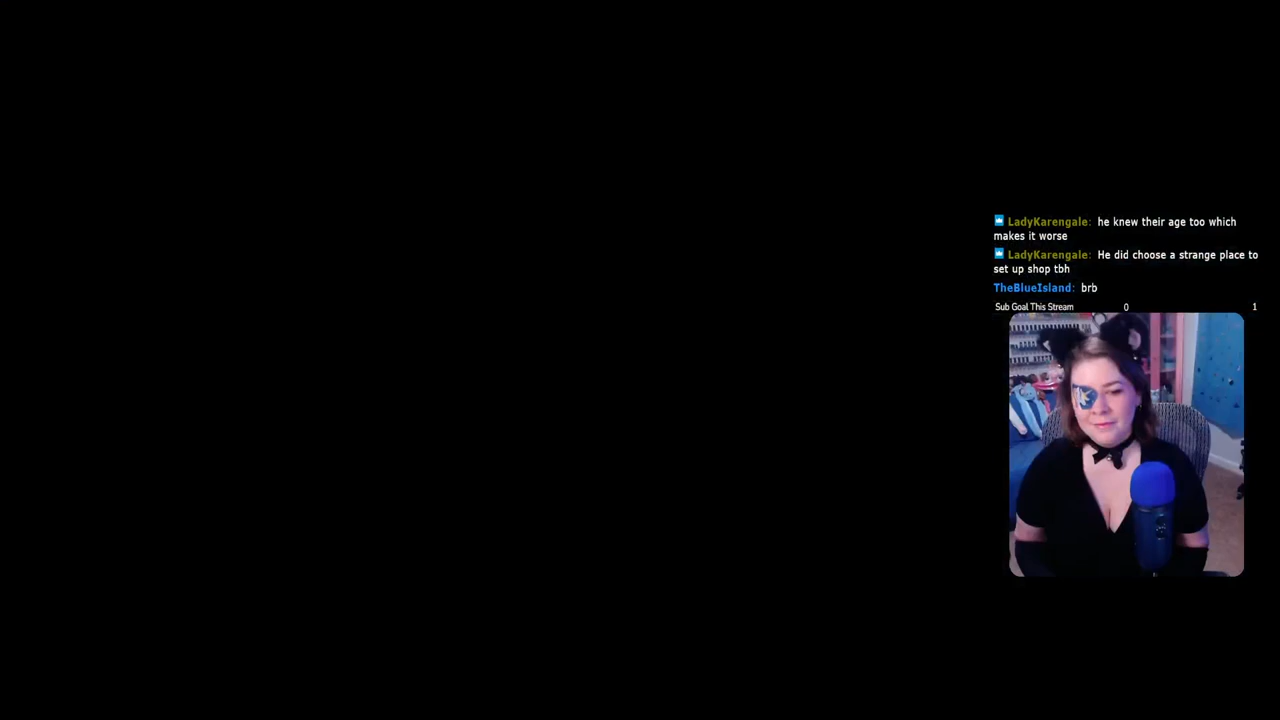 LadyKarengale: he knew their age too which
makes it worse
LadyKarengale: He did choose a strange place to
set up shop tbh
TheBlueIsland: brb
Sub Goal This Stream 0 1